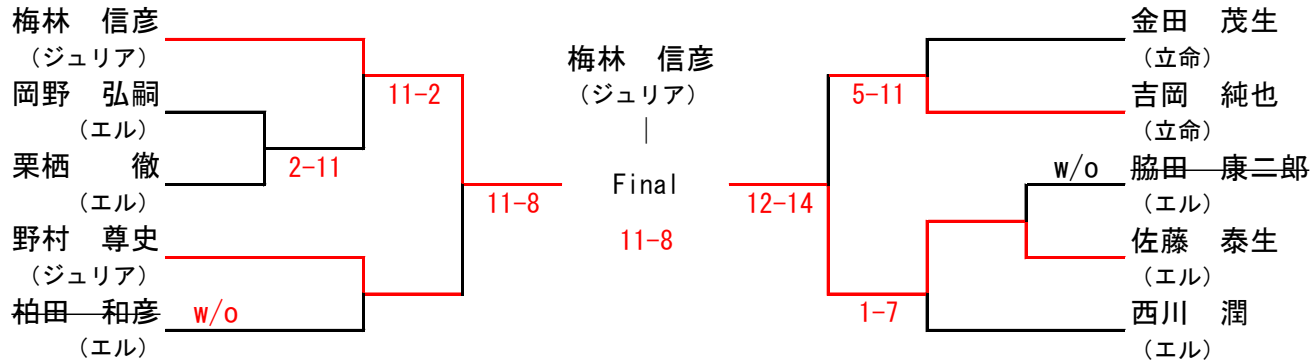 梅林　信彦
（ジュリア）
岡野　弘嗣
（エル）
栗栖　　徹
（エル）
野村　尊史
（ジュリア）
柏田　和彦
（エル）
w/o
2-11
11-2
11-8
梅林　信彦
（ジュリア）
｜
Final
11-8
12-14
5-11
1-7
w/o
金田　茂生
（立命）
吉岡　純也
（立命）
脇田　康二郎
（エル）
佐藤　泰生
（エル）
西川　潤
（エル）